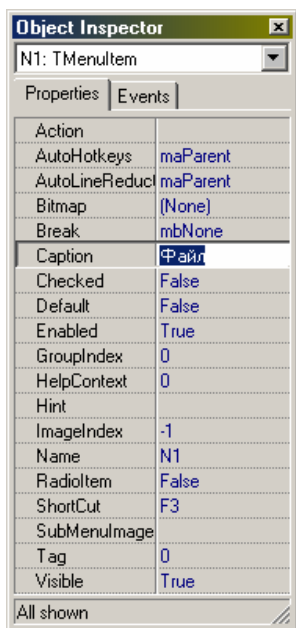 Object Inspector
N1: TMenuItem
Properties Events
Action
AutoHotkeys maParent
AutoLineReduct maParent
Bitmap (None)
Break mbNone
Caption Файл
Checked False
Default False
Enabled True
GroupIndex 0
HelpContext 0
Hint
ImageIndex -1
Name N1
RadioItem False
ShortCut F3
SubMenuImage
Tag 0
Visible True
All shown